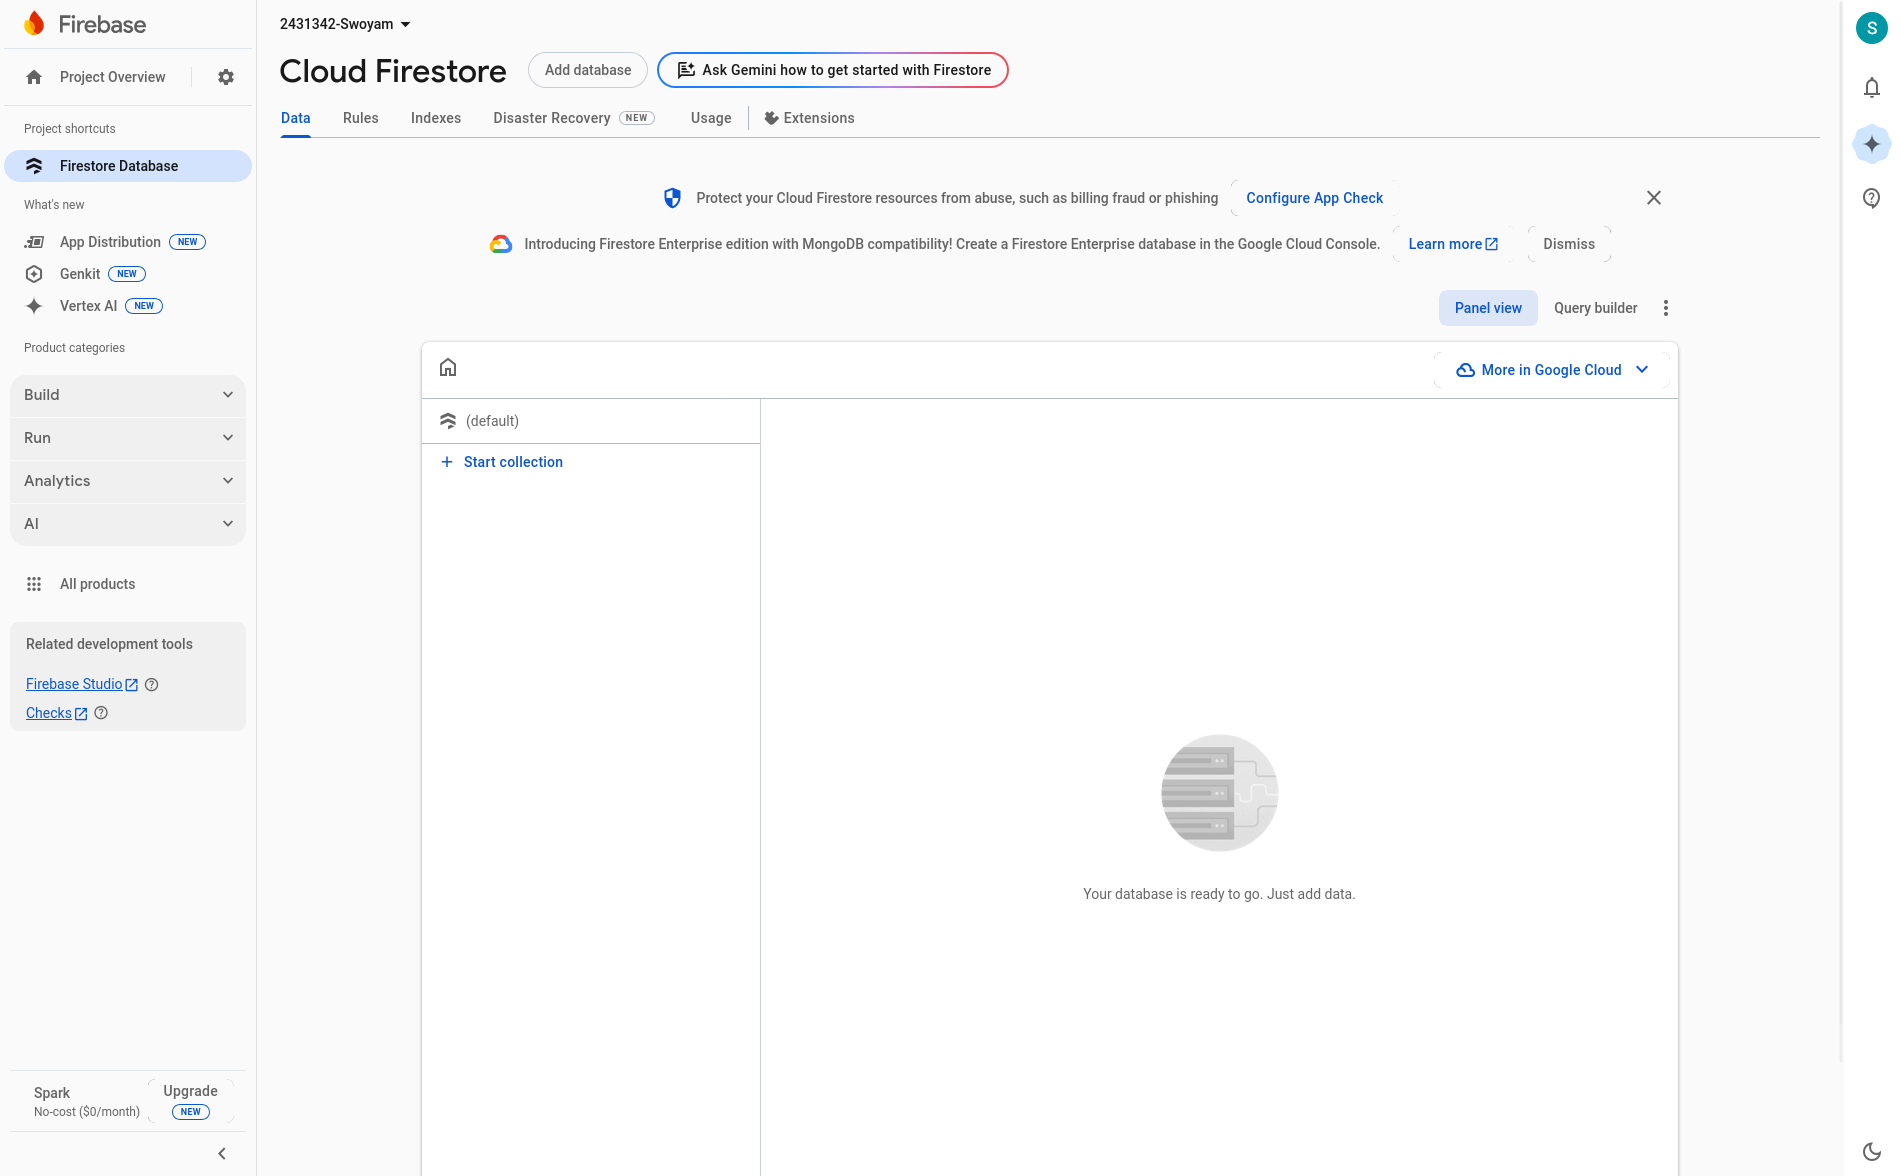 Firebase
Project Overview
Project shortcuts
Firestore Database
What's new
App Distribution NEW
Genkit NEW
Vertex AI NEW
Product categories
Build
Run
Analytics
AI
All products
Related development tools
Firebase Studio
Checks
Spark
No-cost ($0/month)
Upgrade
NEW
2431342-Swoyam
Cloud Firestore
Add database
Ask Gemini how to get started with Firestore
Data Rules Indexes Disaster Recovery NEW Usage Extensions
Protect your Cloud Firestore resources from abuse, such as billing fraud or phishing Configure App Check
Introducing Firestore Enterprise edition with MongoDB compatibility! Create a Firestore Enterprise database in the Google Cloud Console. Learn more Dismiss
Panel view Query builder
More in Google Cloud
(default)
Start collection
Your database is ready to go. Just add data.
S